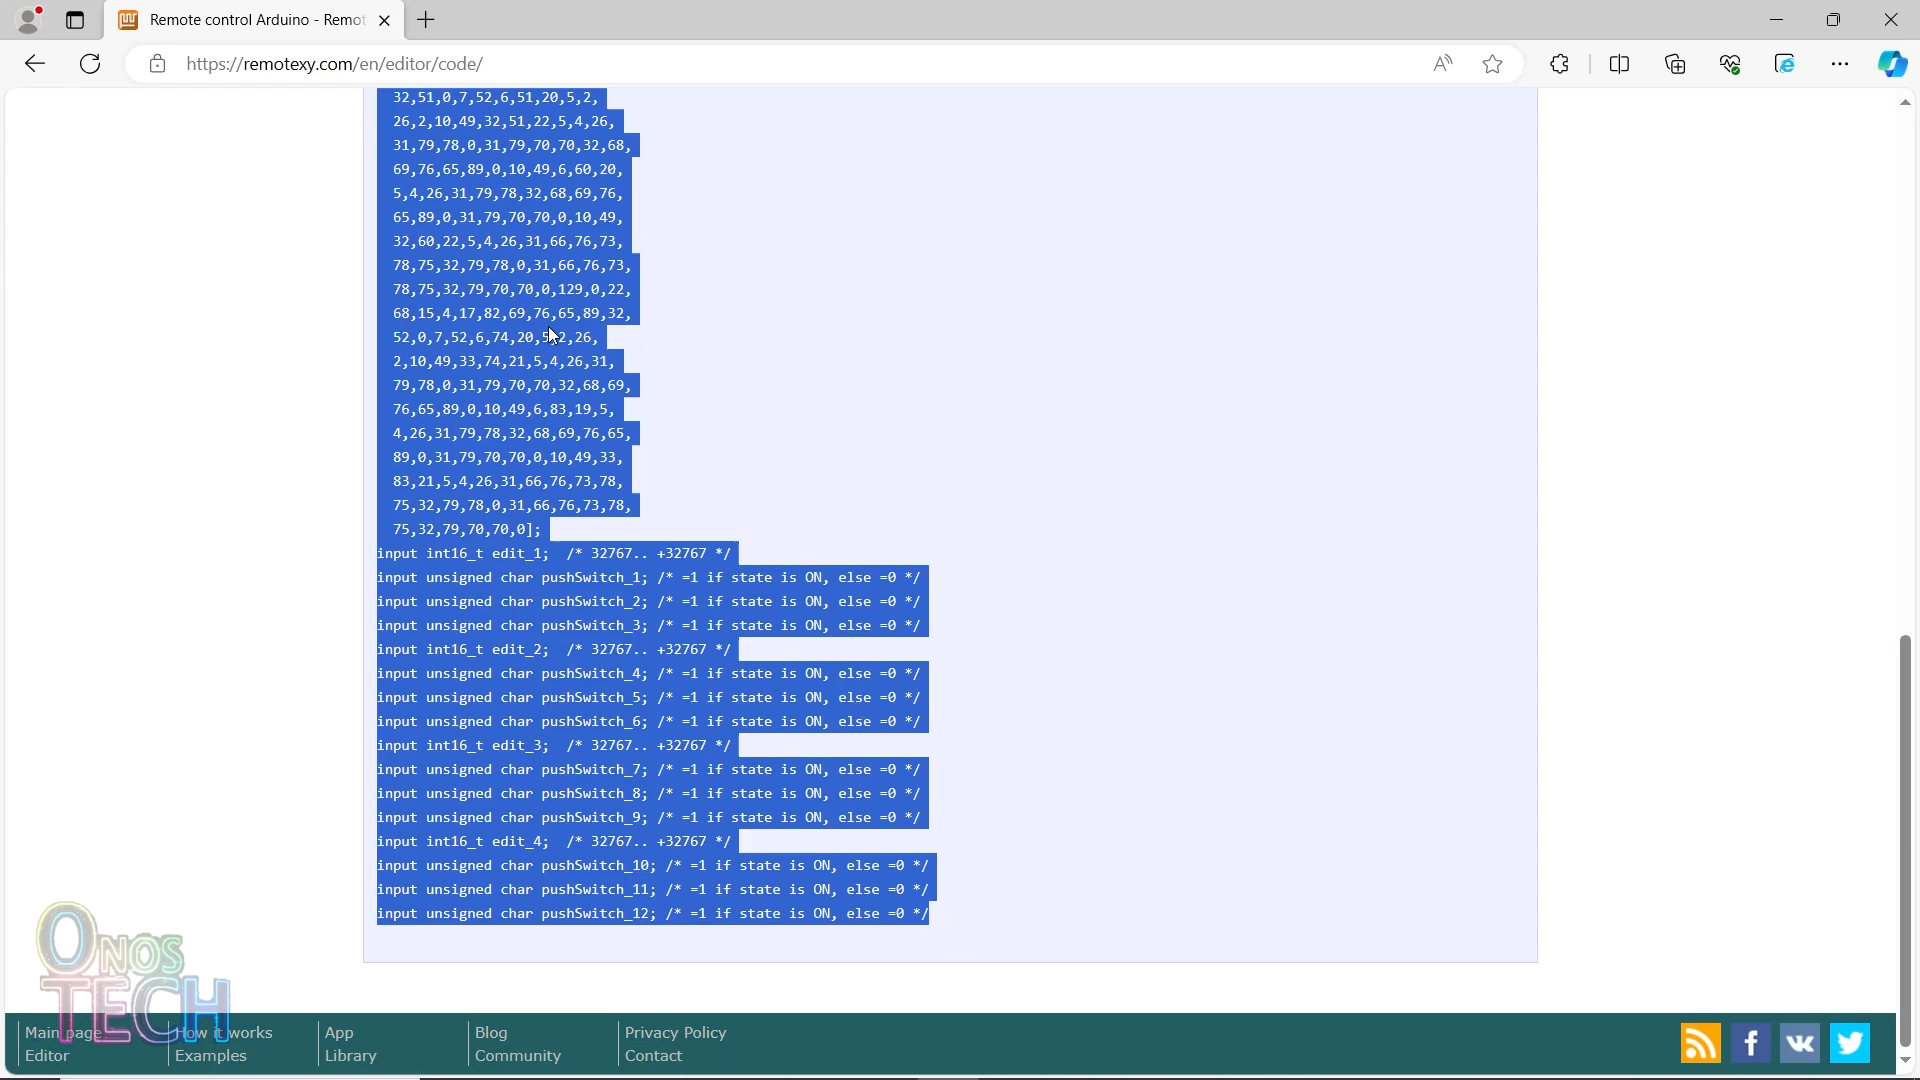 Remote control Arduino - Remot
https://remotexy.com/en/editor/code/
32,51,0,7,52,6,51,20,5,2,
26,2,10,49,32,51,22,5,4,26,
31,79,78,0,31,79,70,70,32,68,
69,76,65,89,0,10,49,6,60,20,
5,4,26,31,79,78,32,68,69,76,
65,89,0,31,79,70,70,0,10,49,
32,60,22,5,4,26,31,66,76,73,
78,75,32,79,78,0,31,66,76,73,
78,75,32,79,70,70,0,129,0,22,
68,15,4,17,82,69,76,65,89,32,
52,0,7,52,6,74,20,5,2,26,
2,10,49,33,74,21,5,4,26,31,
79,78,0,31,79,70,70,32,68,69,
76,65,89,0,10,49,6,83,19,5,
4,26,31,79,78,32,68,69,76,65,
89,0,31,79,70,70,0,10,49,33,
83,21,5,4,26,31,66,76,73,78,
75,32,79,78,0,31,66,76,73,78,
75,32,79,70,70,0];
input int16_t edit_1;  /* 32767.. +32767 */
input unsigned char pushSwitch_1; /* =1 if state is ON, else =0 */
input unsigned char pushSwitch_2; /* =1 if state is ON, else =0 */
input unsigned char pushSwitch_3; /* =1 if state is ON, else =0 */
input int16_t edit_2;  /* 32767.. +32767 */
input unsigned char pushSwitch_4; /* =1 if state is ON, else =0 */
input unsigned char pushSwitch_5; /* =1 if state is ON, else =0 */
input unsigned char pushSwitch_6; /* =1 if state is ON, else =0 */
input int16_t edit_3;  /* 32767.. +32767 */
input unsigned char pushSwitch_7; /* =1 if state is ON, else =0 */
input unsigned char pushSwitch_8; /* =1 if state is ON, else =0 */
input unsigned char pushSwitch_9; /* =1 if state is ON, else =0 */
input int16_t edit_4;  /* 32767.. +32767 */
input unsigned char pushSwitch_10; /* =1 if state is ON, else =0 */
input unsigned char pushSwitch_11; /* =1 if state is ON, else =0 */
input unsigned char pushSwitch_12; /* =1 if state is ON, else =0 */
ONOS
TECH
Main page
Editor
How it works
Examples
App
Library
Blog
Community
Privacy Policy
Contact